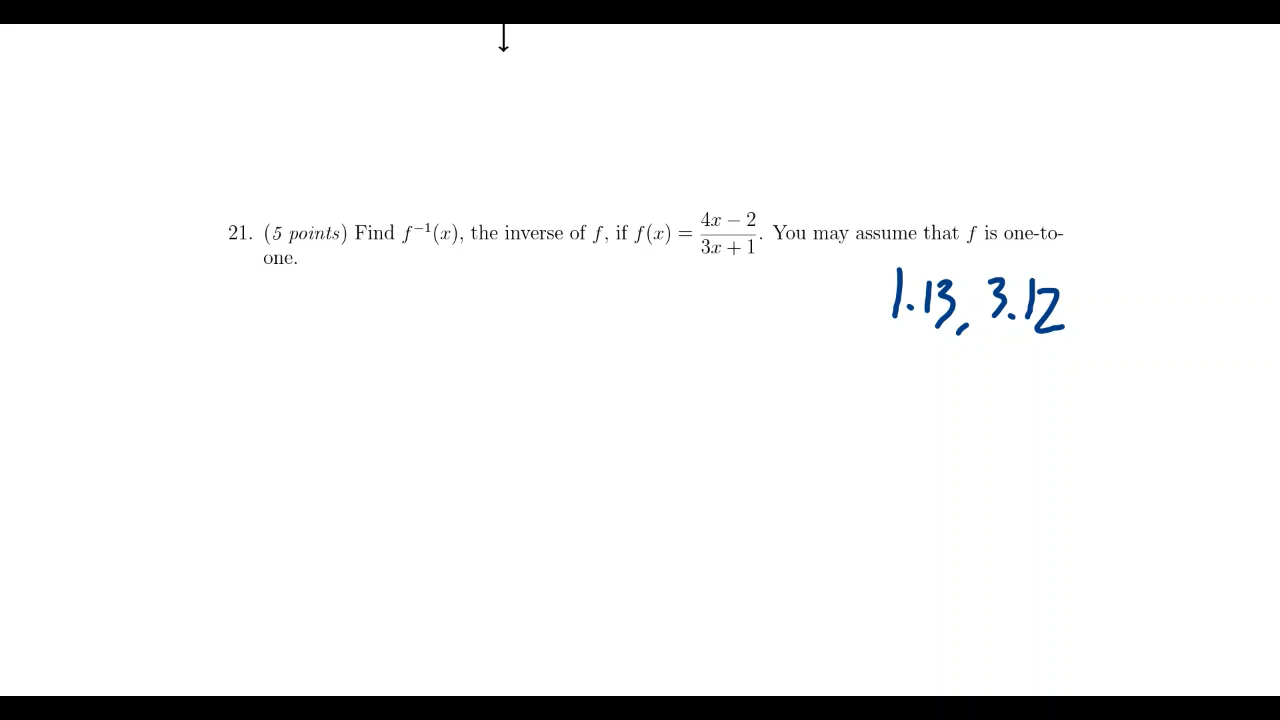 21. (5 points) Find f⁻¹(x), the inverse of f, if f(x) = (4x − 2)/(3x + 1). You may assume that f is one-to-
one.
1.13, 3.12